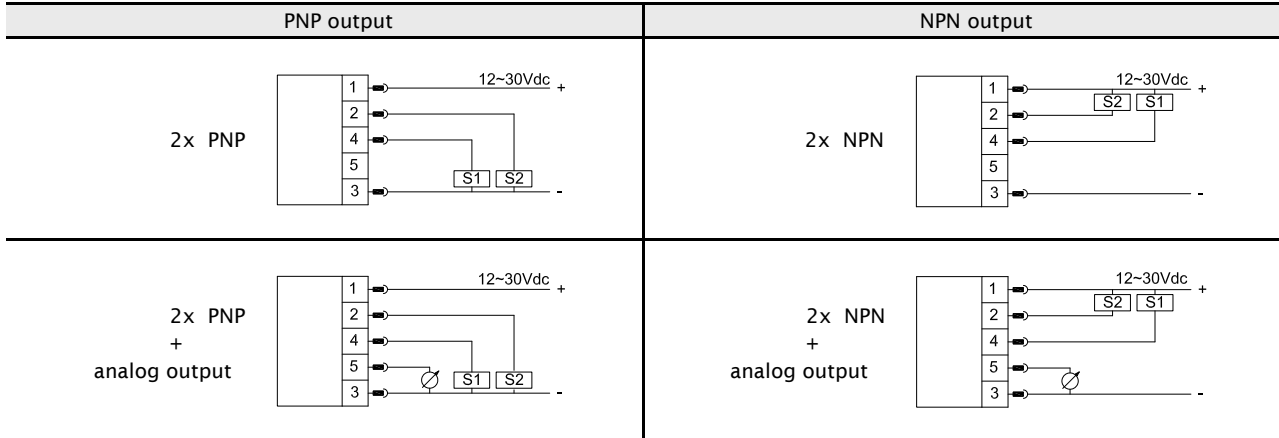 PNP output
NPN output
2x PNP
1
2
4
5
3
12~30Vdc +
S1 S2
-
2x NPN
1
2
4
5
3
12~30Vdc +
S2 S1
-
2x PNP
+
analog output
1
2
4
5
3
12~30Vdc +
S1 S2
-
2x NPN
+
analog output
1
2
4
5
3
12~30Vdc +
S2 S1
-